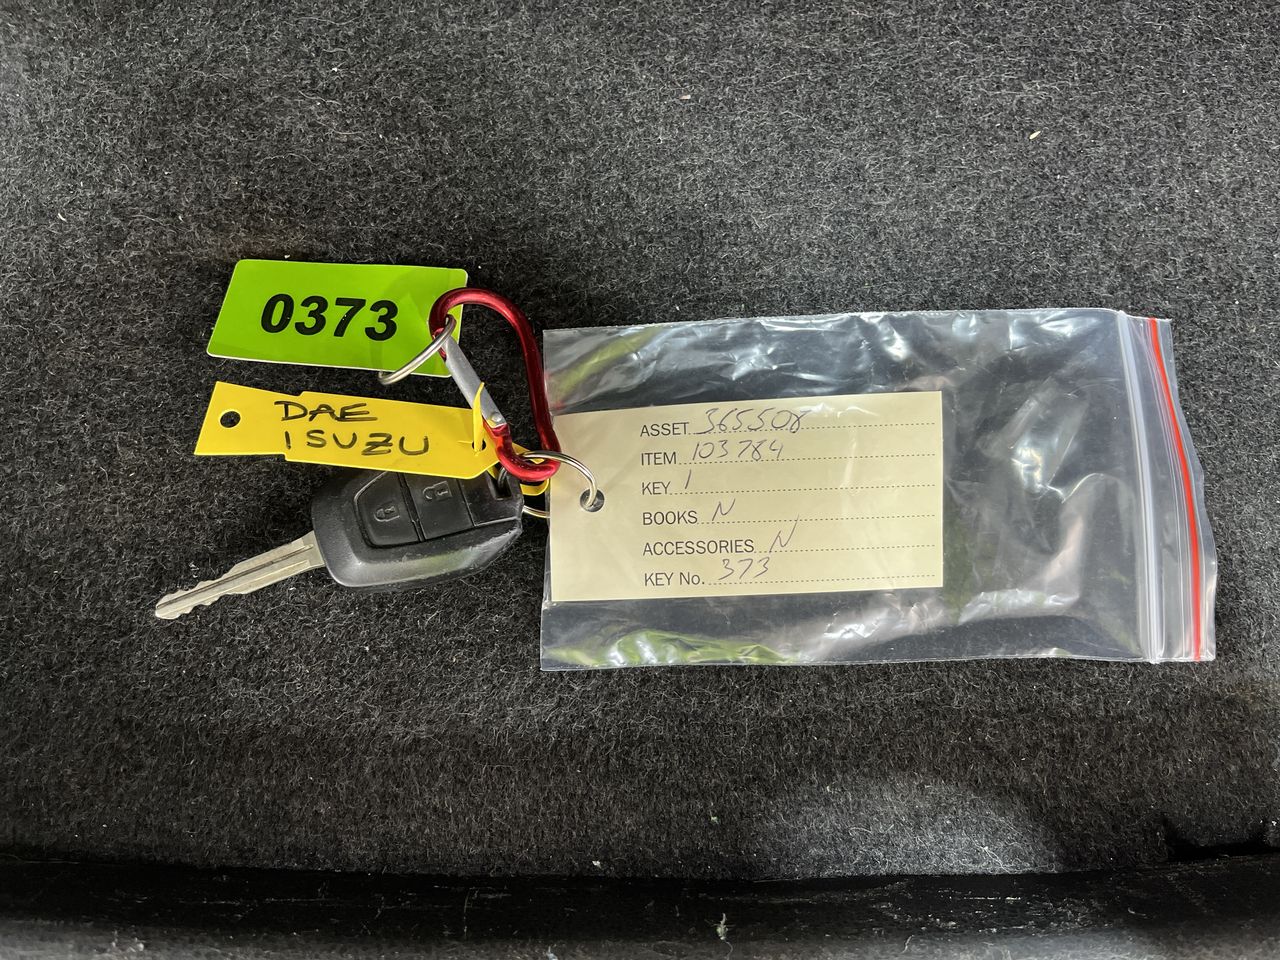 0373
DAE
ISUZU
ASSET 365508
ITEM 103784
KEY 1
BOOKS N
ACCESSORIES N
KEY No. 373